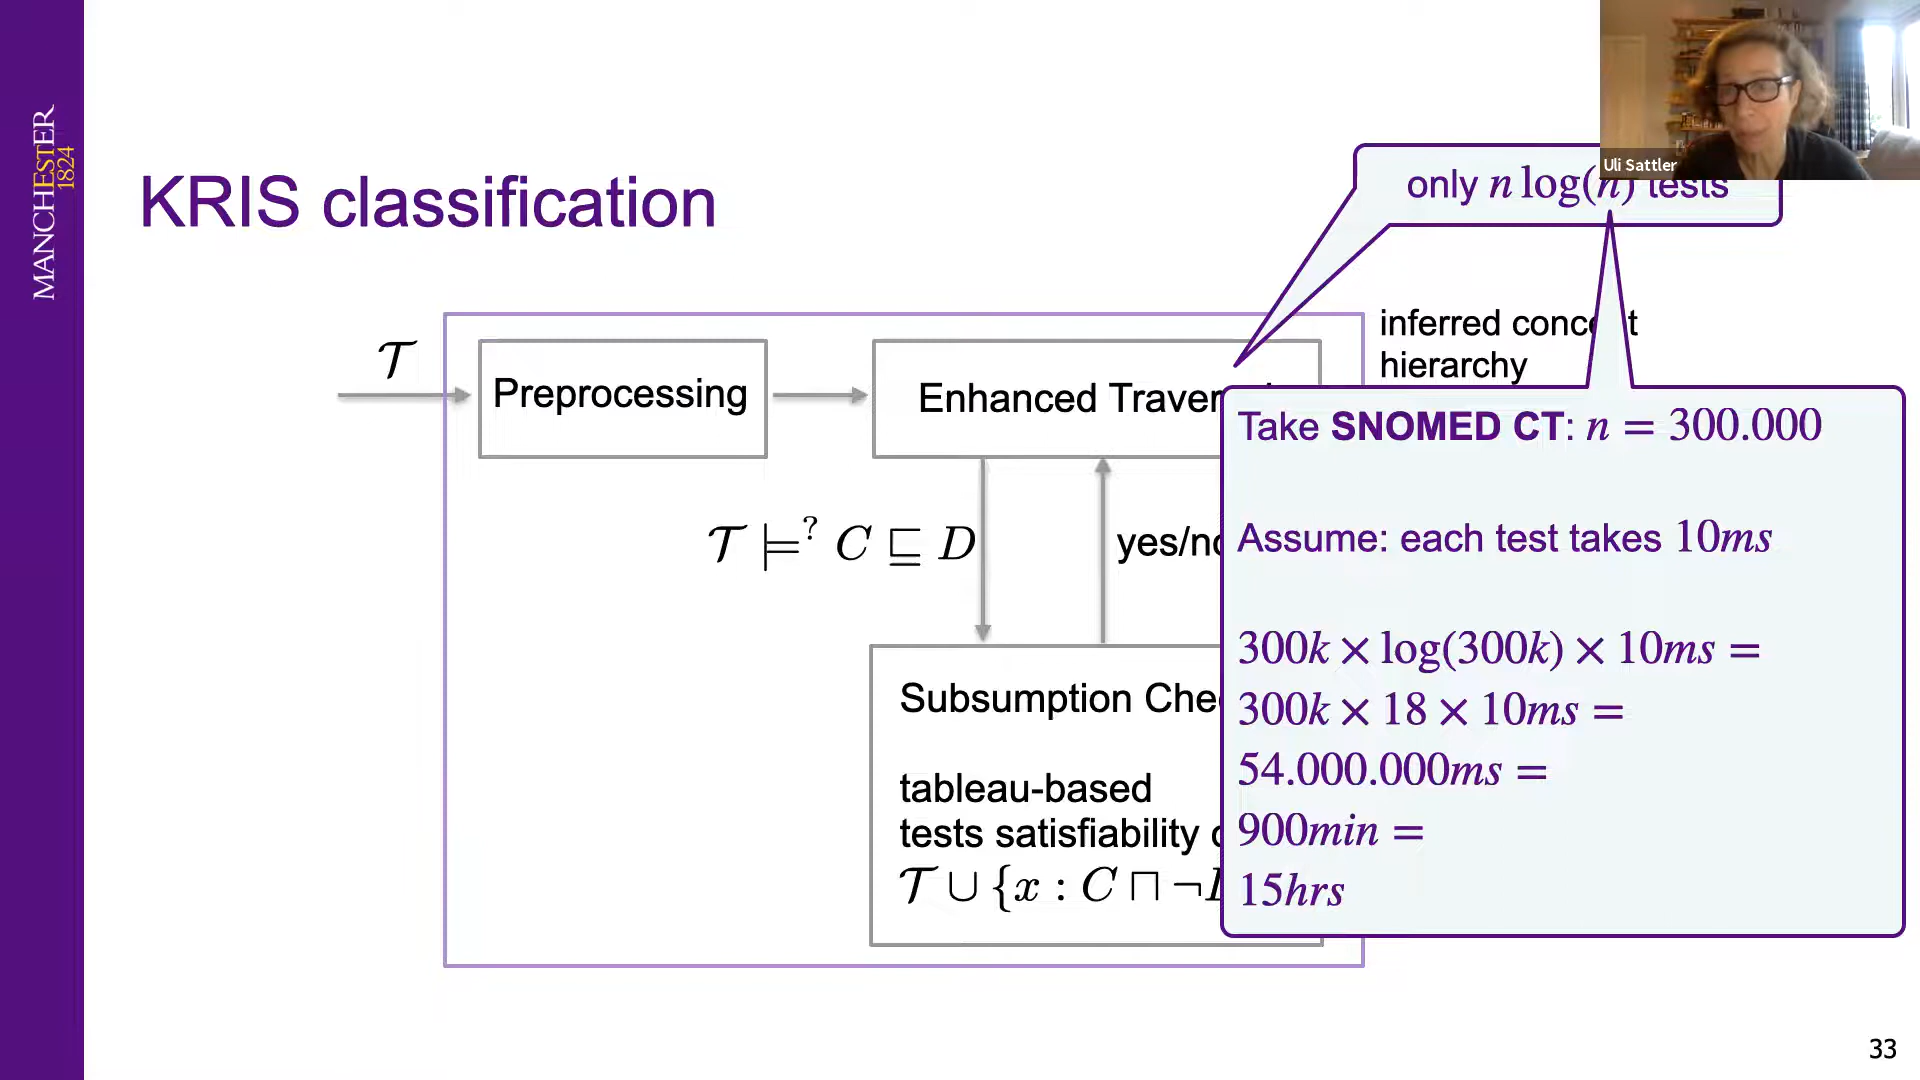 MANCHESTER
1824
Uli Sattler
KRIS classification
only n log(n) tests
𝒯
Preprocessing
Enhanced Traver
inferred conc t
hierarchy
𝒯 ⊨? C ⊑ D
yes/no
Subsumption Che
tableau-based
tests satisfiability
𝒯 ∪ {x : C ⊓ ¬
Take SNOMED CT: n = 300.000
Assume: each test takes 10ms
300k × log(300k) × 10ms =
300k × 18 × 10ms =
54.000.000ms =
900min =
15hrs
33